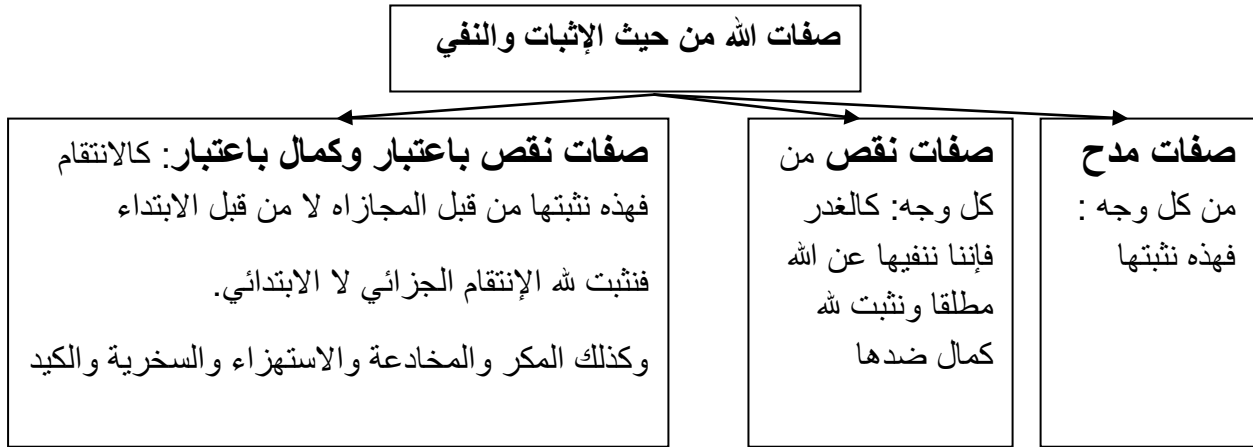 صفات الله من حيث الإثبات والنفي
صفات مدح
من كل وجه :
فهذه نثبتها
صفات نقص من
كل وجه: كالغدر
فإننا ننفيها عن الله
مطلقا ونثبت لله
كمال ضدها
صفات نقص باعتبار وكمال باعتبار: كالانتقام
فهذه نثبتها من قبل المجازاه لا من قبل الابتداء
فنثبت لله الإنتقام الجزائي لا الابتدائي.
وكذلك المكر والمخادعة والاستهزاء والسخرية والكيد